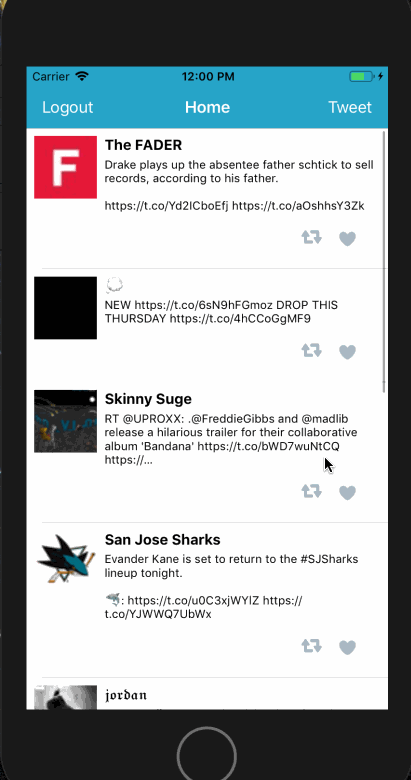 Carrier 12:00 PM
Logout Home Tweet
F
The FADER
Drake plays up the absentee father schtick to sell
records, according to his father.
https://t.co/Yd2ICboEfj https://t.co/aOshhsY3Zk
💭
NEW https://t.co/6sN9hFGmoz DROP THIS
THURSDAY https://t.co/4hCCoGgMF9
Skinny Suge
RT @UPROXX: .@FreddieGibbs and @madlib
release a hilarious trailer for their collaborative
album 'Bandana' https://t.co/bWD7wuNtCQ
https://…
San Jose Sharks
Evander Kane is set to return to the #SJSharks
lineup tonight.
🦈: https://t.co/u0C3xjWYIZ https://
t.co/YJWWQ7UbWx
𝖏𝖔𝖗𝖉𝖆𝖓